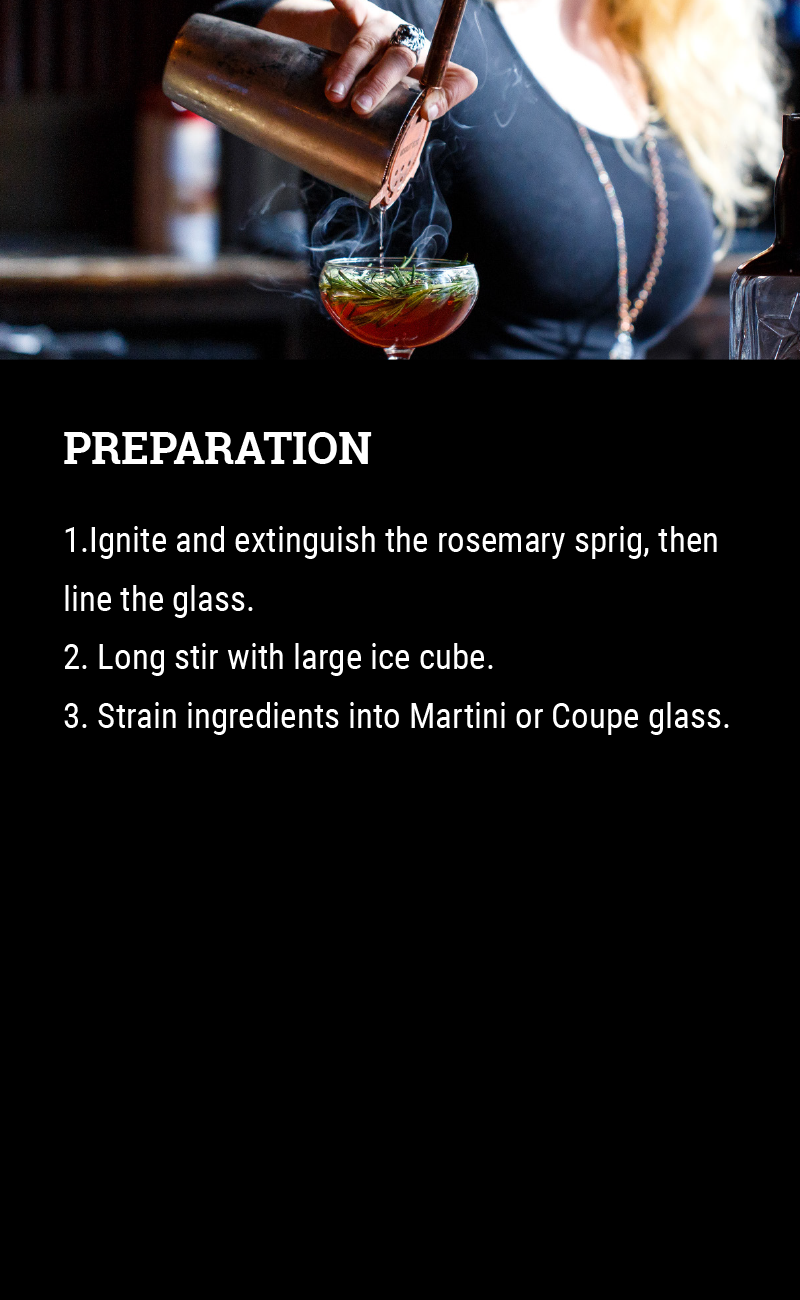 PREPARATION
1.Ignite and extinguish the rosemary sprig, then
line the glass.
2. Long stir with large ice cube.
3. Strain ingredients into Martini or Coupe glass.